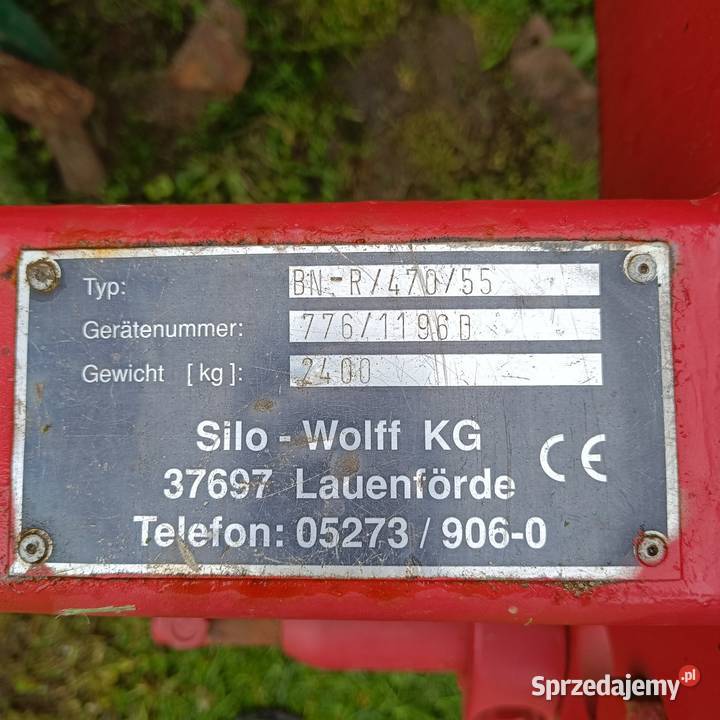 Typ: BN-R/470/55
Gerätenummer: 776/1196D
Gewicht [kg]: 2400
Silo - Wolff KG
37697 Lauenförde
Telefon: 05273 / 906-0
CE
Sprzedajemy.pl